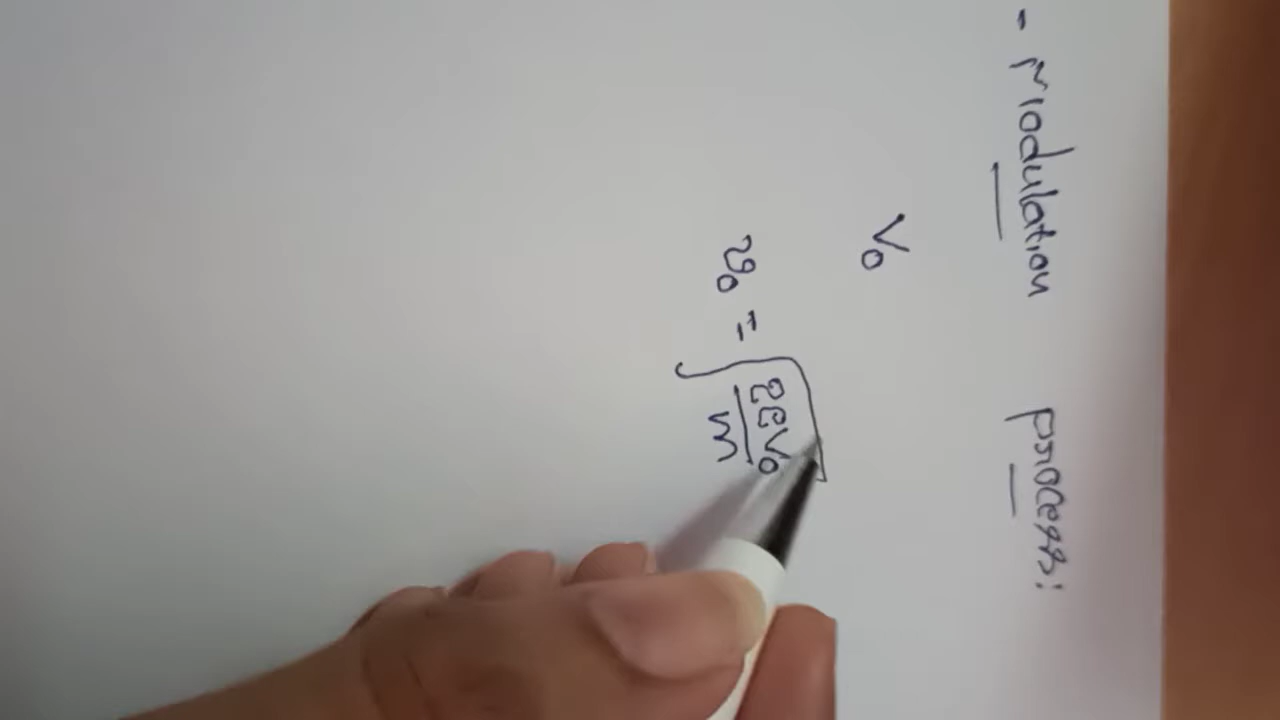 - Modulation process:
V₀
v₀ = √(2eV₀/m)